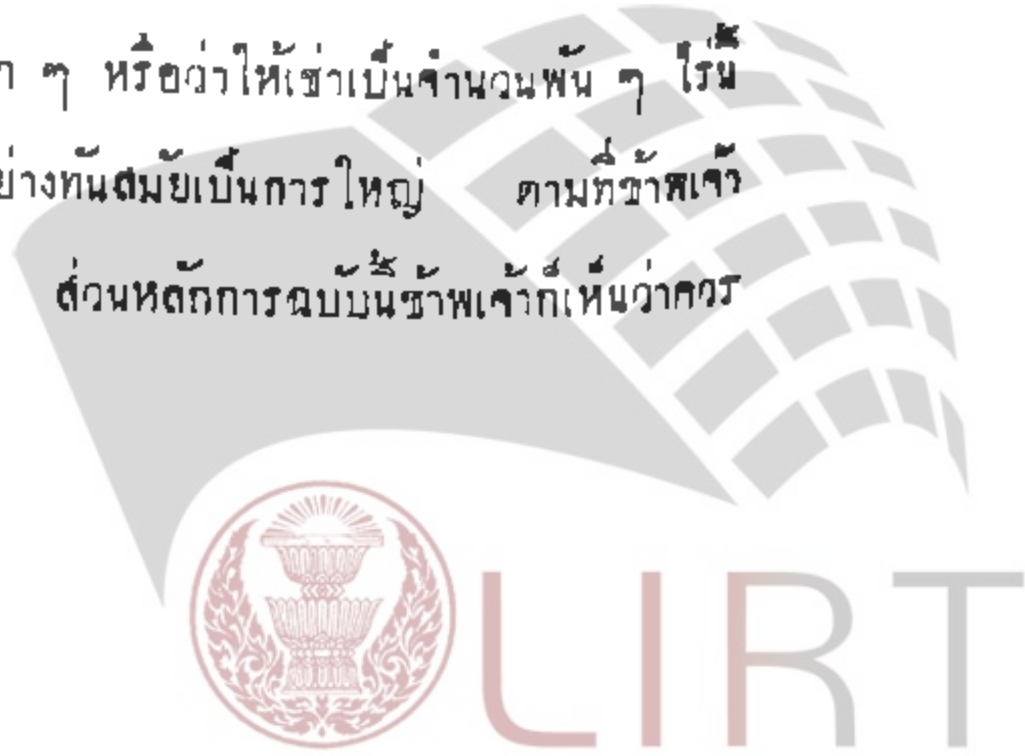 ๆ หรือว่าให้เช่าเป็นจำนวนพัน ๆ ไร่นี้
ย่างทันสมัยเป็นการใหญ่ ตามที่ข้าพเจ้า
ส่วนหลักการฉบับนี้ข้าพเจ้าก็เห็นว่าควร
LIRT